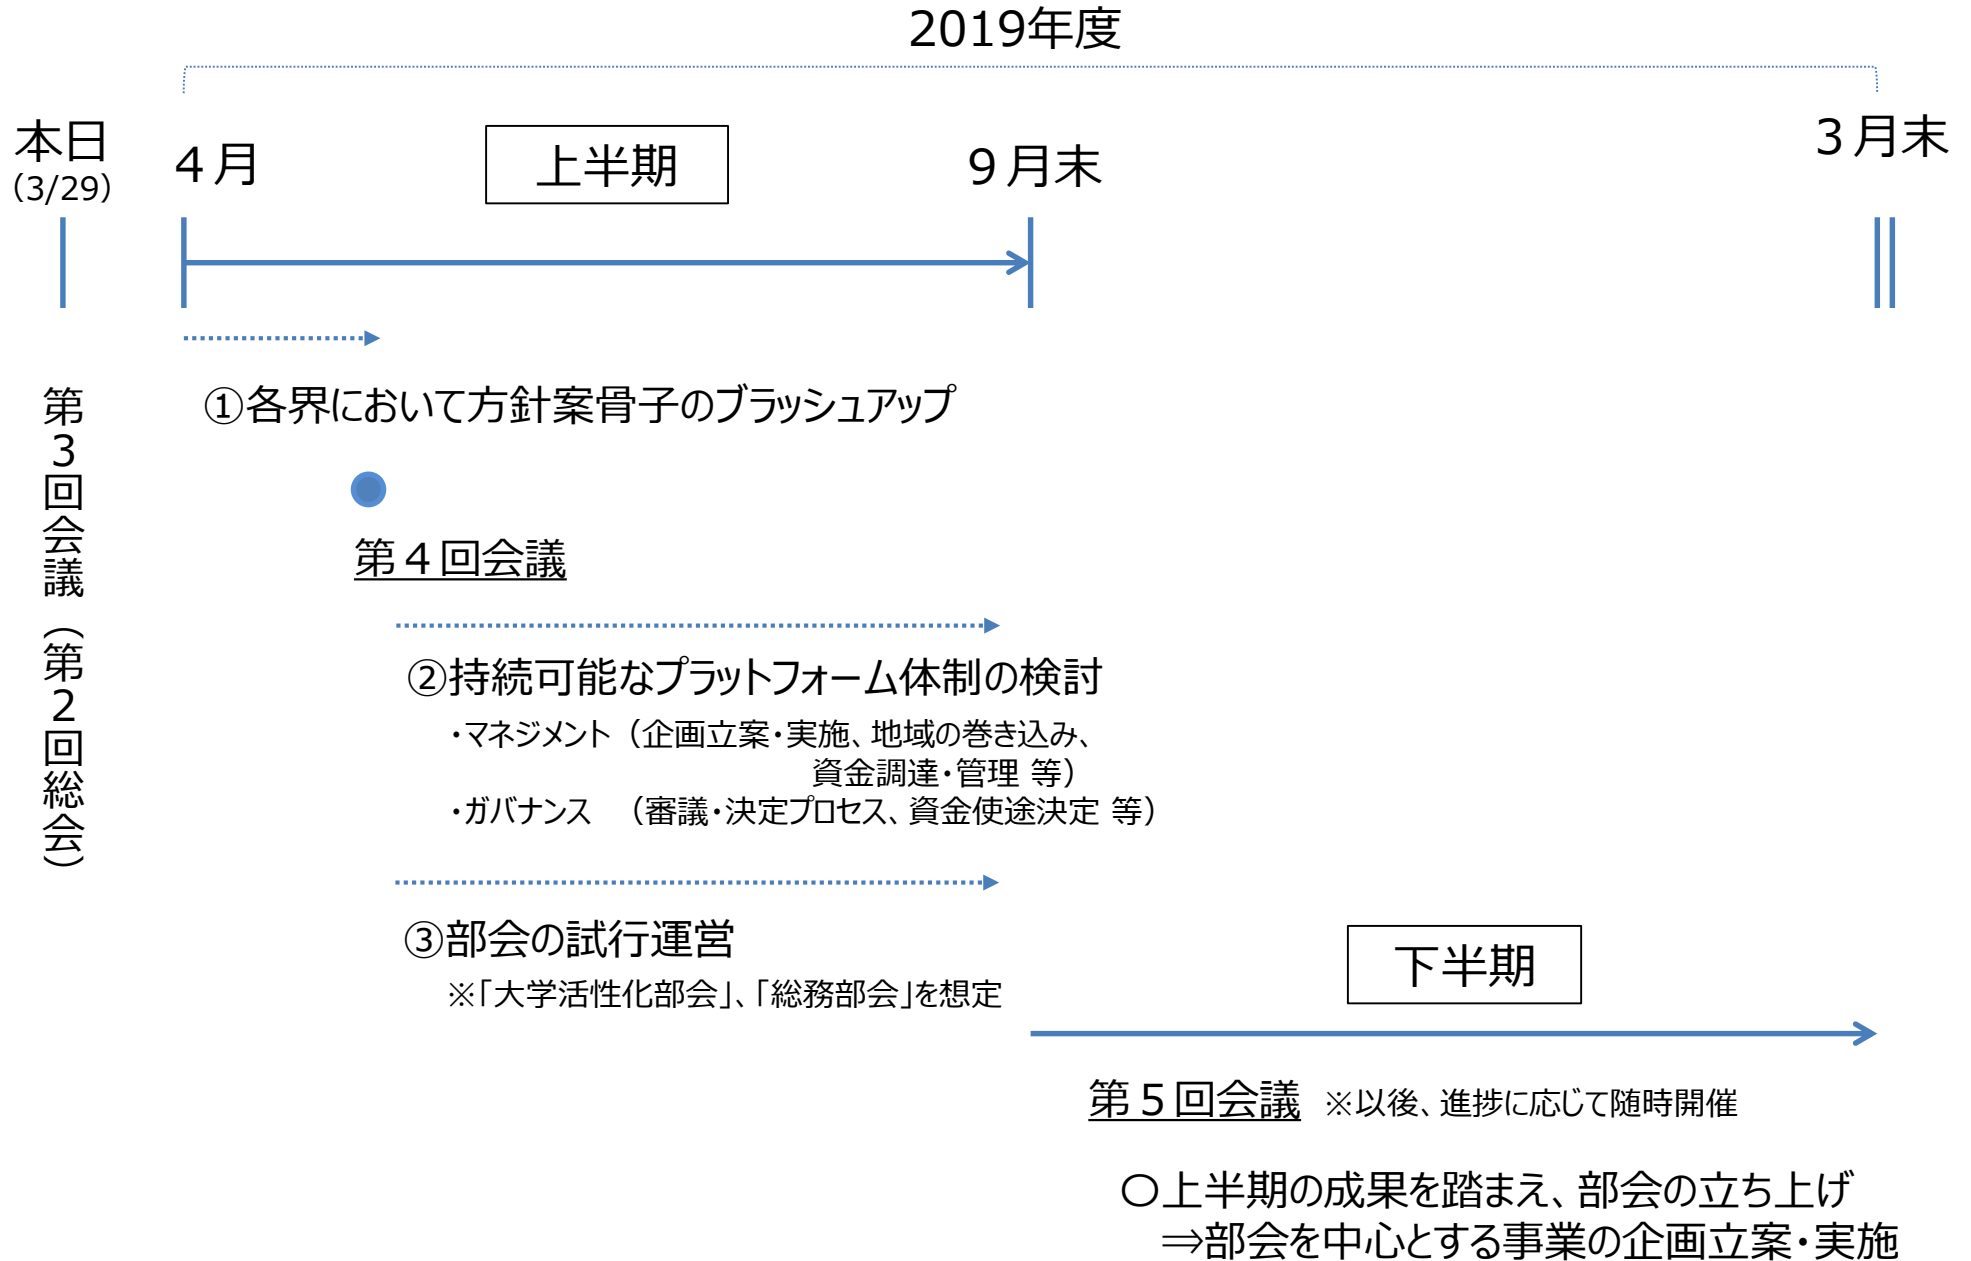 2019年度
本日
（3/29）
４月
上半期
９月末
３月末
第３回会議（第２回総会）
①各界において方針案骨子のブラッシュアップ
第４回会議
②持続可能なプラットフォーム体制の検討
・マネジメント（企画立案・実施、地域の巻き込み、
資金調達・管理 等）
・ガバナンス　（審議・決定プロセス、資金使途決定 等）
③部会の試行運営
※「大学活性化部会」、「総務部会」を想定
下半期
第５回会議　※以後、進捗に応じて随時開催
〇上半期の成果を踏まえ、部会の立ち上げ
⇒部会を中心とする事業の企画立案・実施